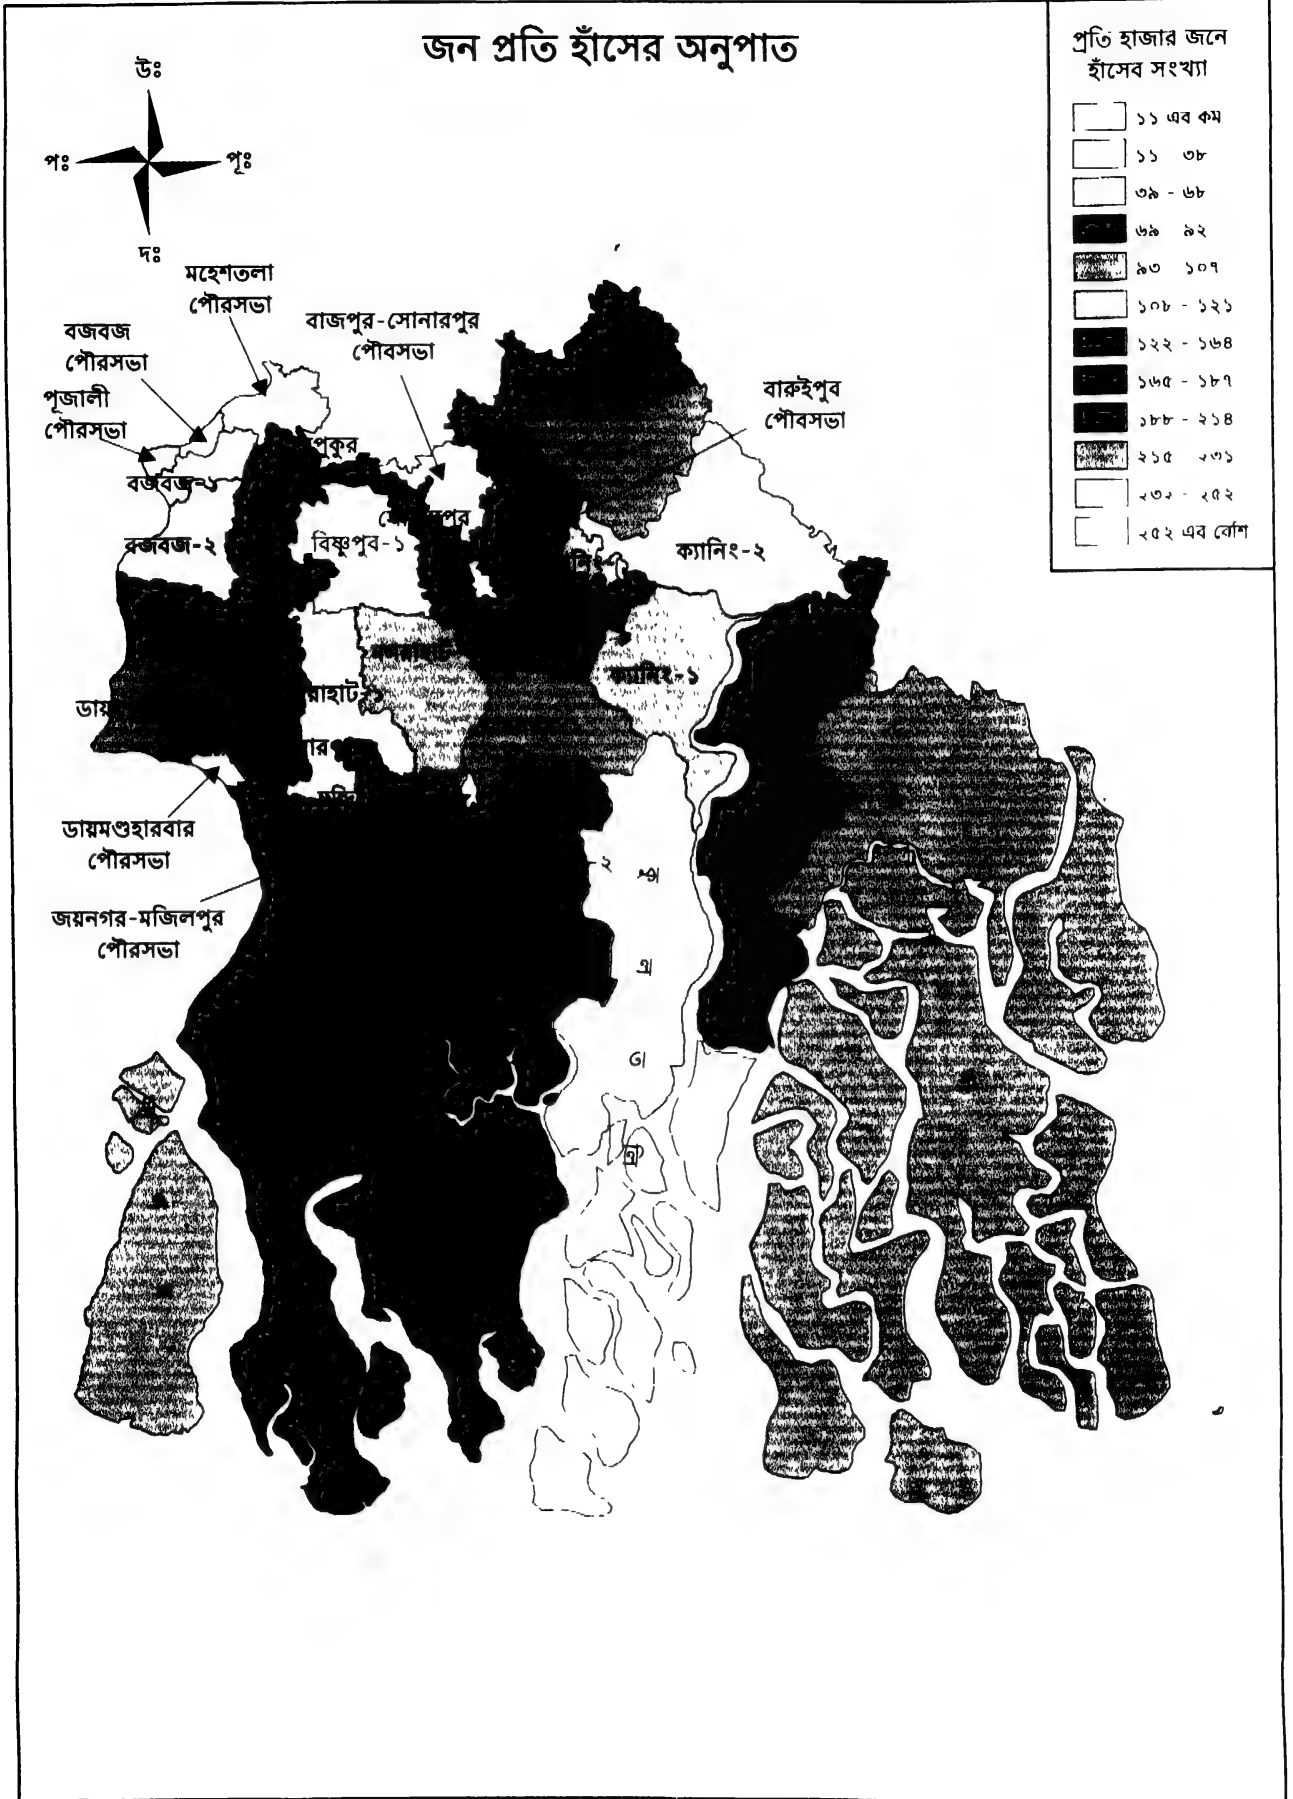 জন প্রতি হাঁসের অনুপাত
প্রতি হাজার জনে
হাঁসেব সংখ্যা
১১ এব কম
১১ ৩৮
৩৯ - ৬৮
৬৯ ৯২
৯৩ ১০৭
১০৮ - ১২১
১২২ - ১৬৪
১৬৫ - ১৮৭
১৮৮ - ২১৪
২১৫ ২৩১
২৩২ - ২৫২
২৫২ এব বেশি
উঃ
পঃ
পূঃ
দঃ
মহেশতলা
পৌরসভা
বাজপুর-সোনারপুর
পৌবসভা
বজবজ
পৌরসভা
পূজালী
পৌরসভা
বারুইপুব
পৌবসভা
পুকুর
বজবজ-১
বজবজ-২
বিষ্ণুপুব-১
ক্যানিং-২
ক্যানিং-১
রাহাট-১
ডায়
ডায়মণ্ডহারবার
পৌরসভা
২
জয়নগর-মজিলপুর
পৌরসভা